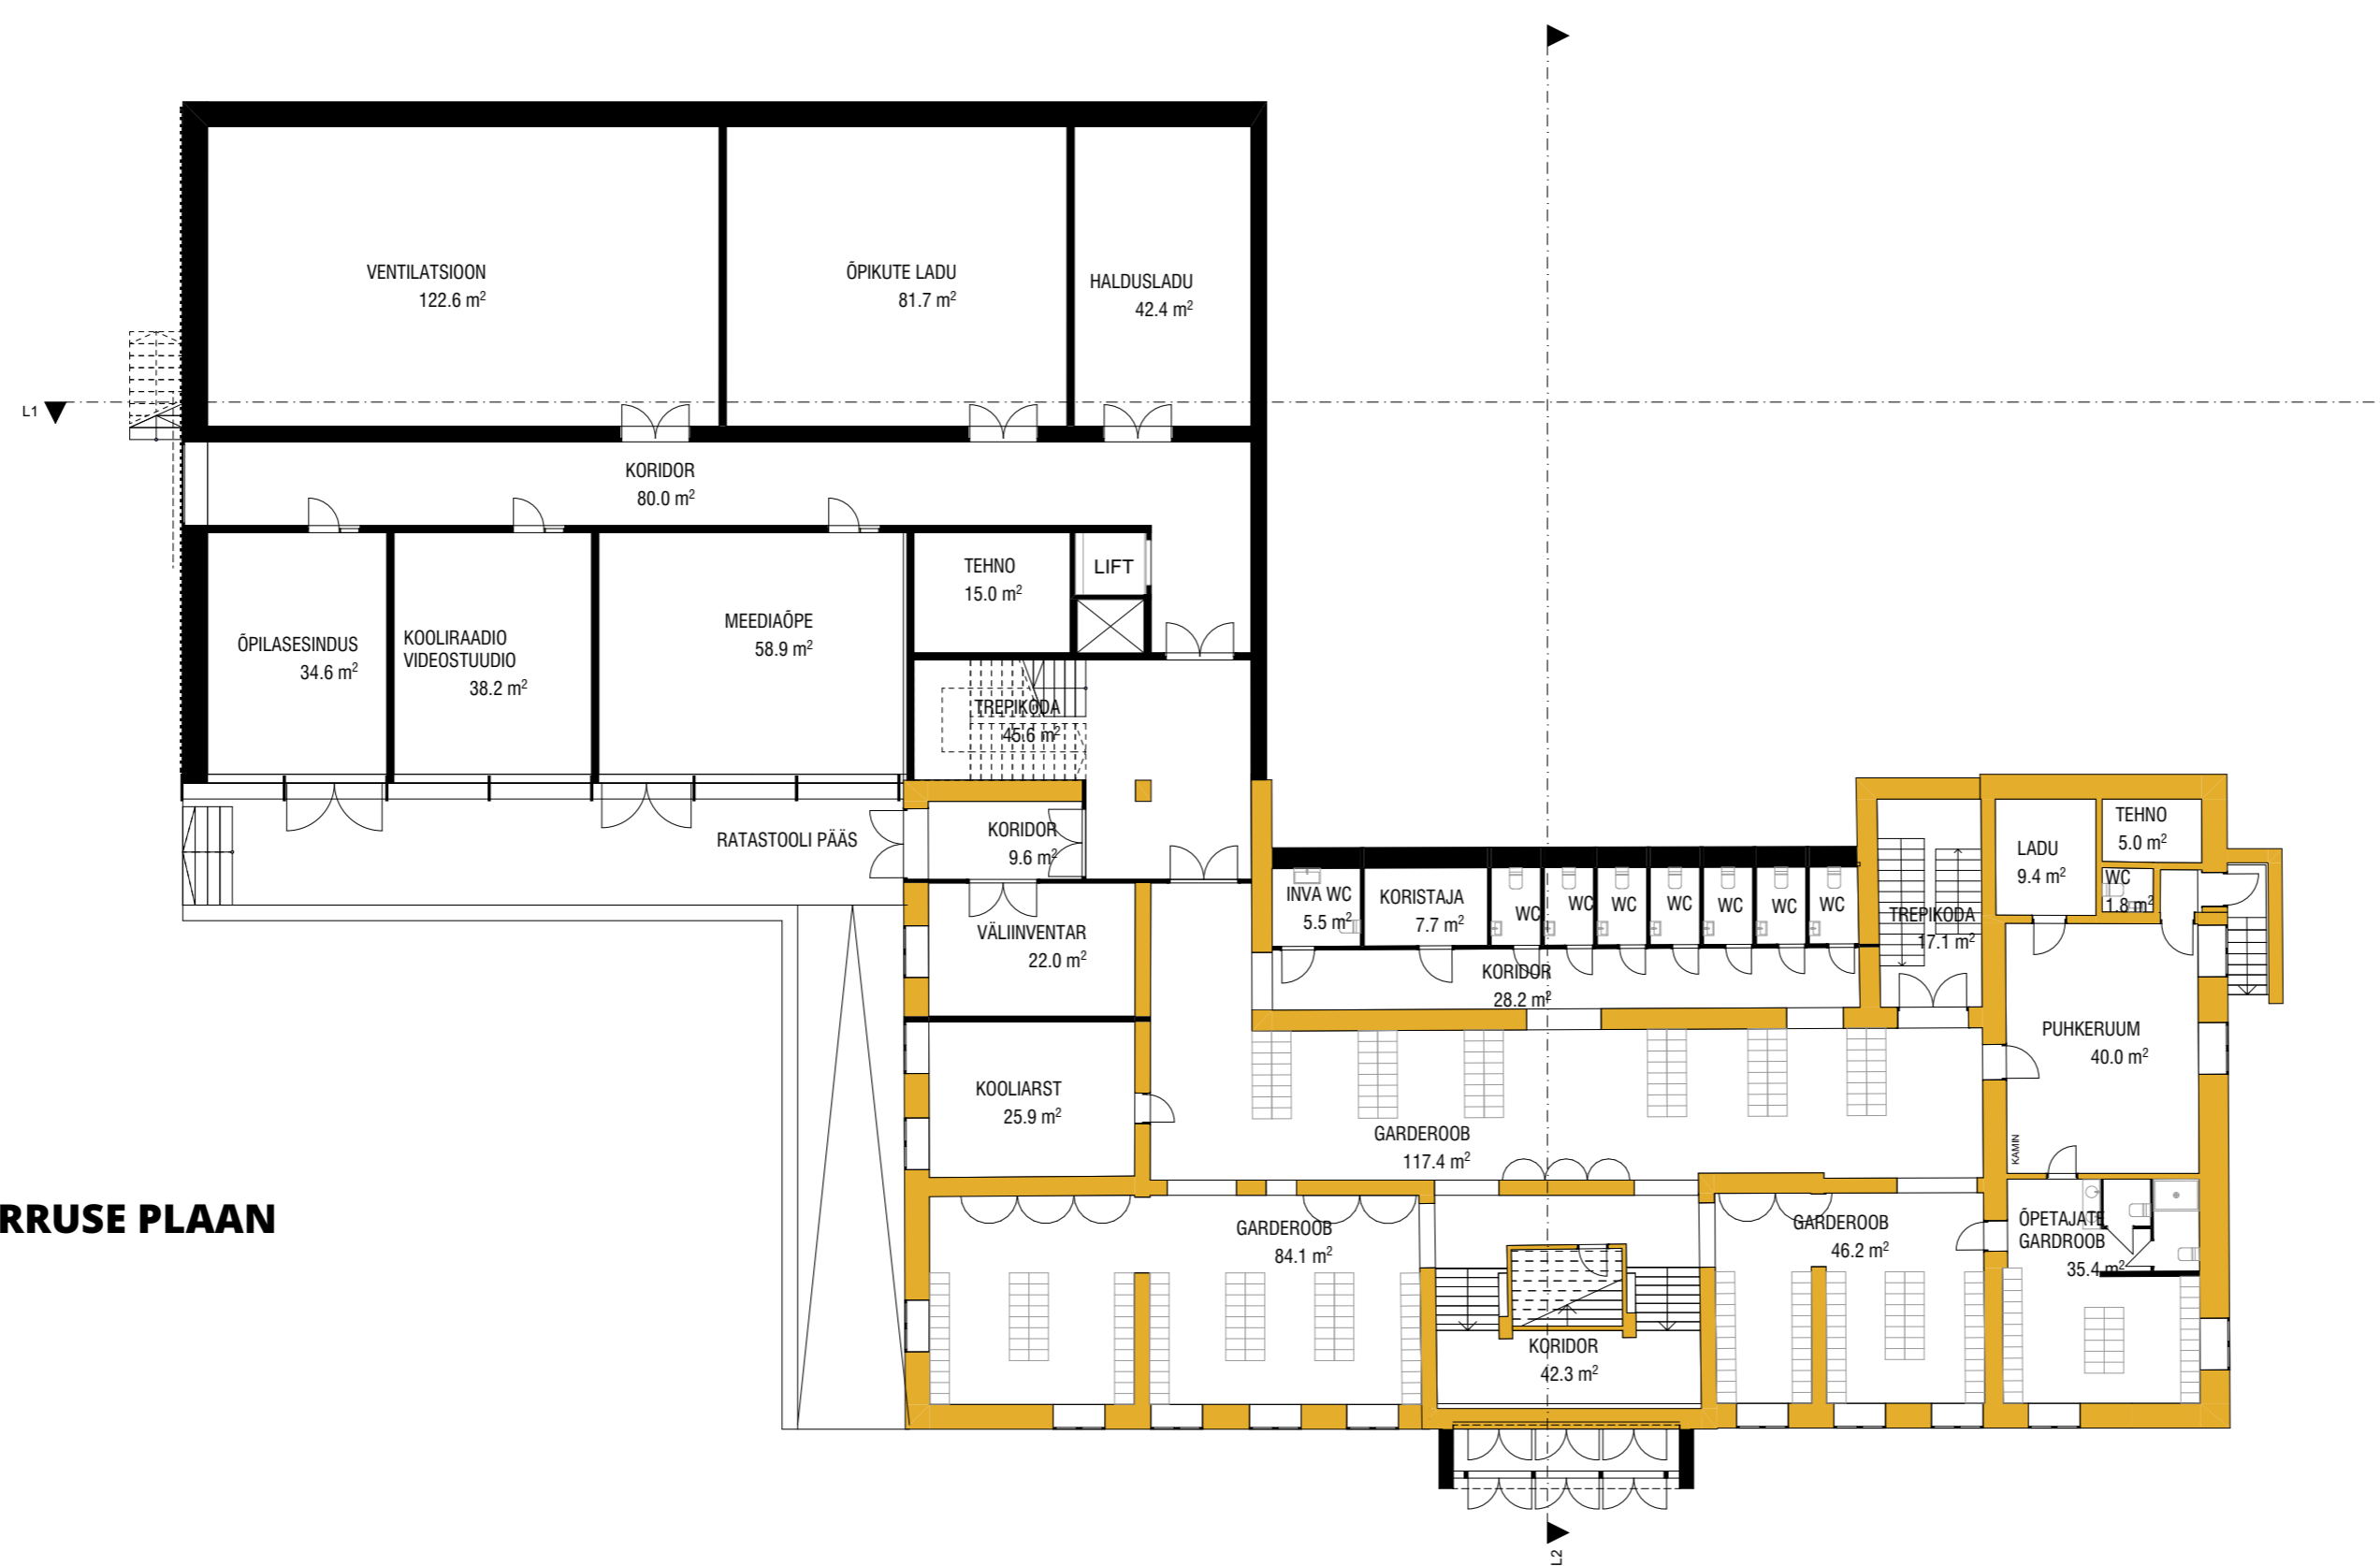 VENTILATSIOON
122.6 m²
ÕPIKUTE LADU
81.7 m²
HALDUSLADU
42.4 m²
L1
KORIDOR
80.0 m²
ÕPILASESINDUS
34.6 m²
KOOLIRAADIO
VIDEOSTUUDIO
38.2 m²
MEEDIAÕPE
58.9 m²
TEHNO
15.0 m²
LIFT
TREPIKODA
45.6 m²
RATASTOOLI PÄÄS
KORIDOR
9.6 m²
VÄLIINVENTAR
22.0 m²
KOOLIARST
25.9 m²
INVA WC
5.5 m²
KORISTAJA
7.7 m²
WC
WC
WC
WC
WC
WC
WC
KORIDOR
28.2 m²
TREPIKODA
17.1 m²
LADU
9.4 m²
TEHNO
5.0 m²
WC
1.8 m²
PUHKERUUM
40.0 m²
KAMIN
GARDEROOB
117.4 m²
GARDEROOB
84.1 m²
GARDEROOB
46.2 m²
ÕPETAJATE
GARDROOB
35.4 m²
KORIDOR
42.3 m²
RRUSE PLAAN
L2